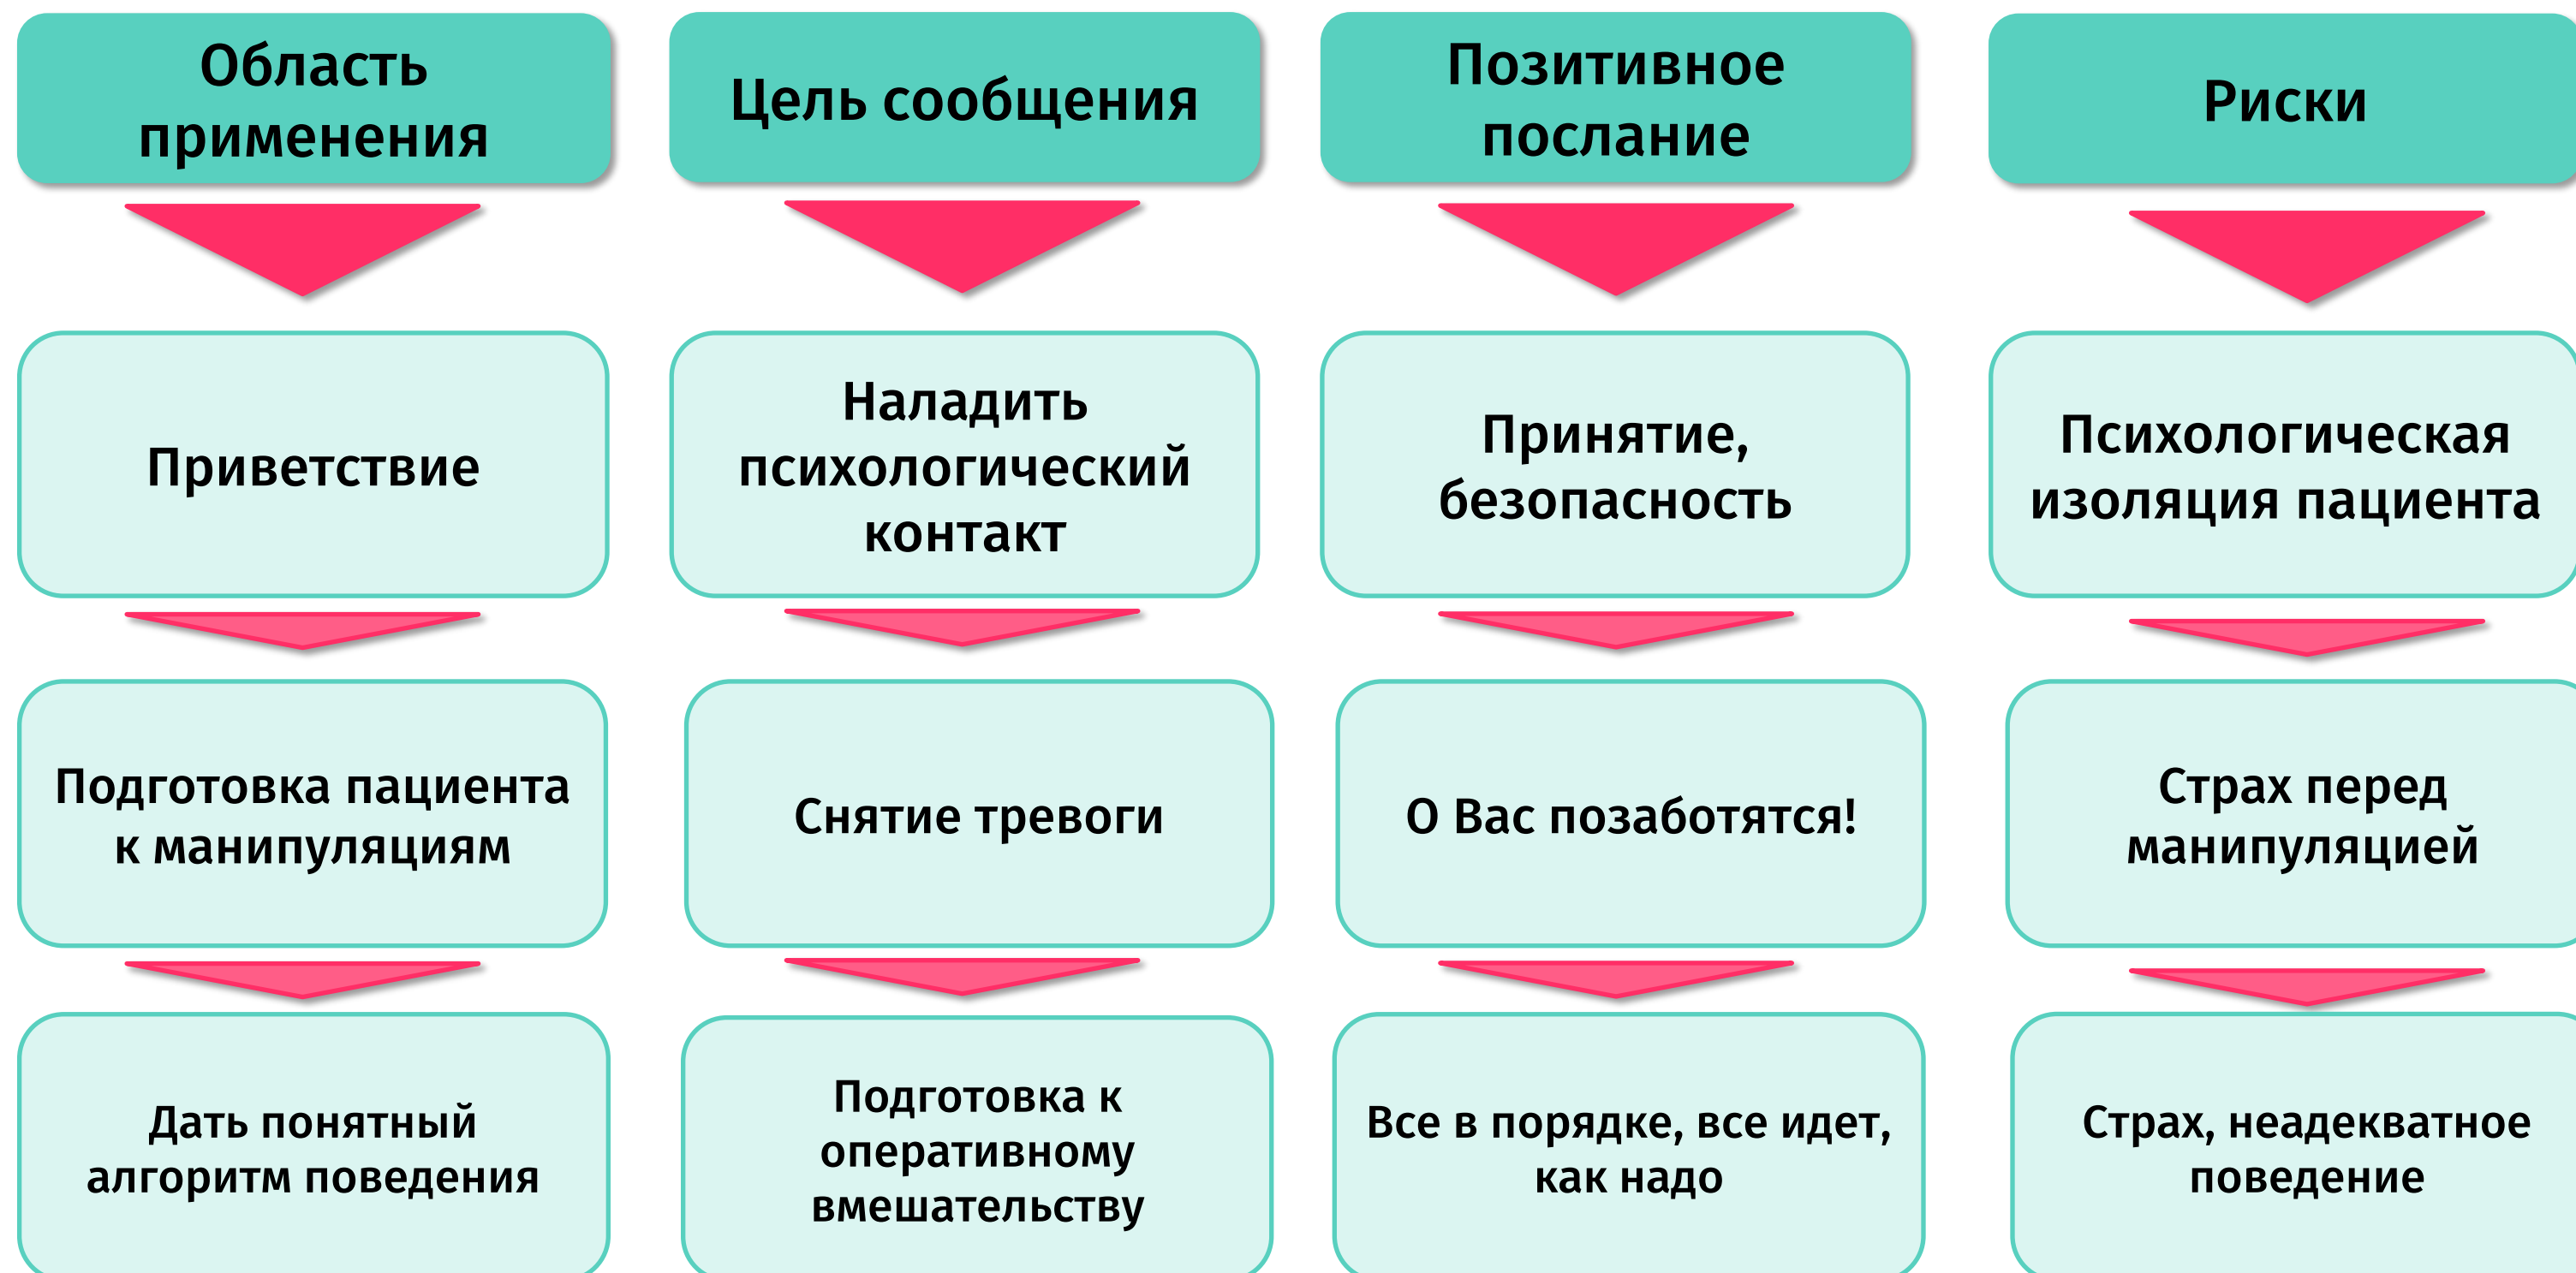 Область
применения
Цель сообщения
Позитивное
послание
Риски
Приветствие
Наладить
психологический
контакт
Принятие,
безопасность
Психологическая
изоляция пациента
Подготовка пациента
к манипуляциям
Снятие тревоги
О Вас позаботятся!
Страх перед
манипуляцией
Дать понятный
алгоритм поведения
Подготовка к
оперативному
вмешательству
Все в порядке, все идет,
как надо
Страх, неадекватное
поведение